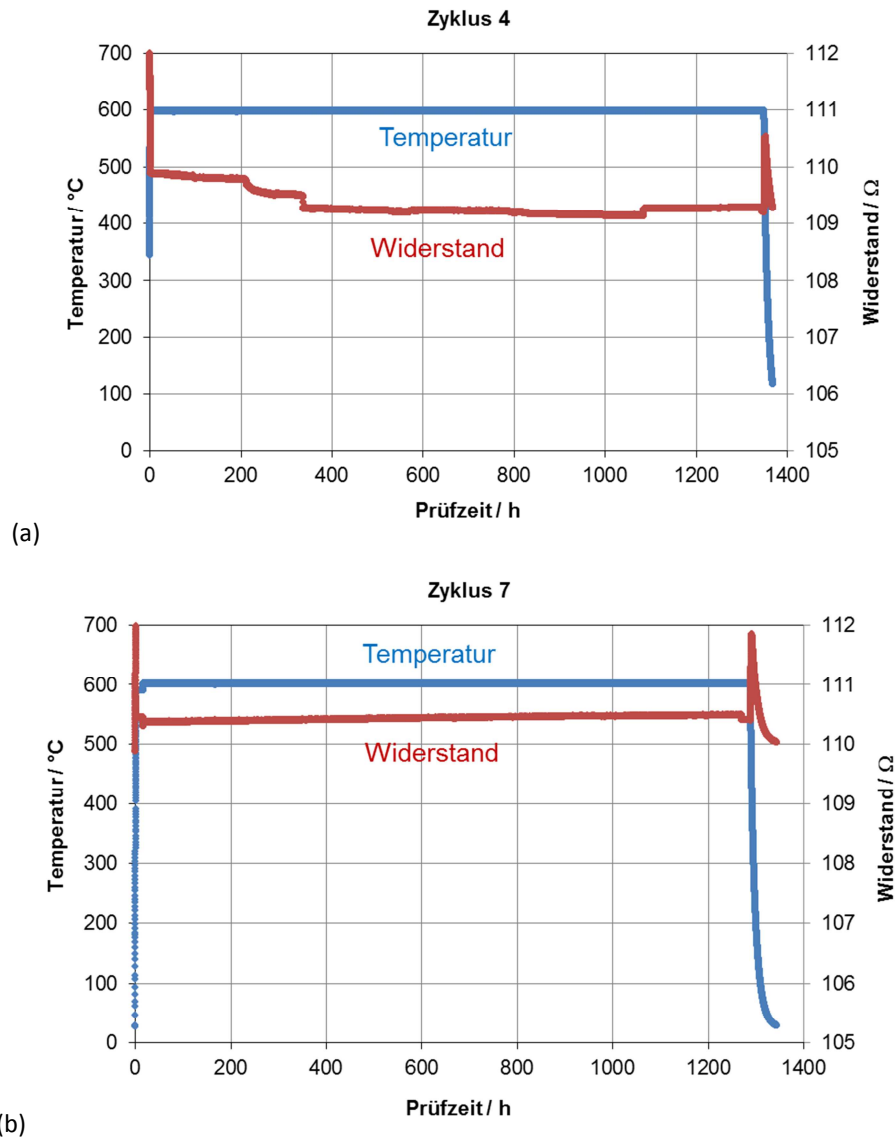 Zyklus 4
700
600
500
400
300
200
100
0
Temperatur / °C
112
111
110
109
108
107
106
105
Widerstand / Ω
Temperatur
Widerstand
0 200 400 600 800 1000 1200 1400
Prüfzeit / h
(a)
Zyklus 7
700
600
500
400
300
200
100
0
Temperatur / °C
112
111
110
109
108
107
106
105
Widerstand / Ω
Temperatur
Widerstand
0 200 400 600 800 1000 1200 1400
Prüfzeit / h
(b)